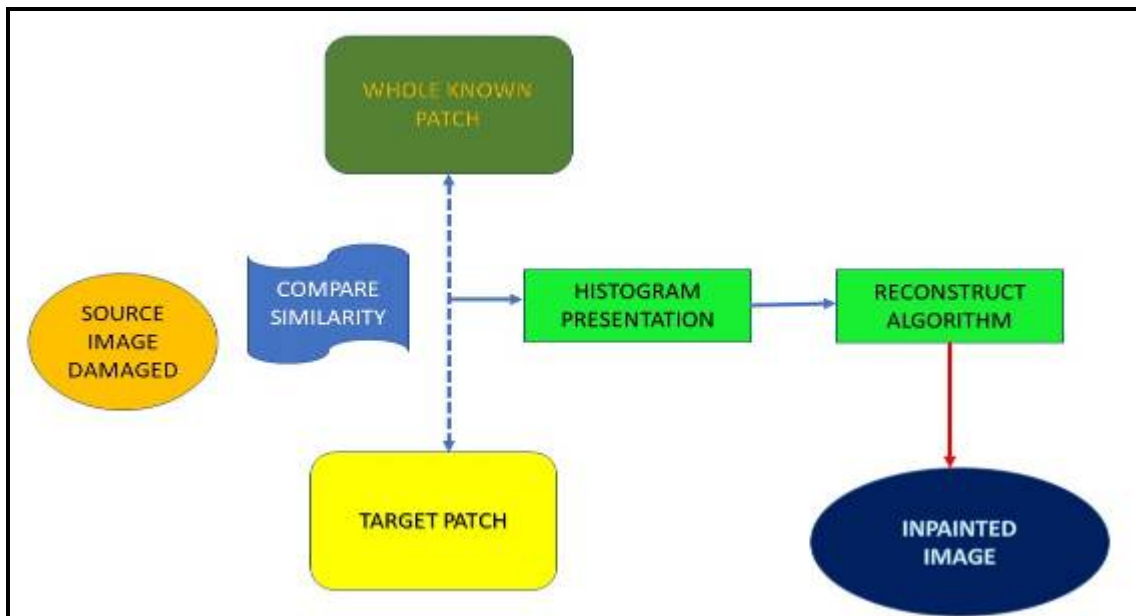 WHOLE KNOWN
PATCH
SOURCE
IMAGE
DAMAGED
COMPARE
SIMILARITY
HISTOGRAM
PRESENTATION
RECONSTRUCT
ALGORITHM
TARGET PATCH
INPAINTED
IMAGE